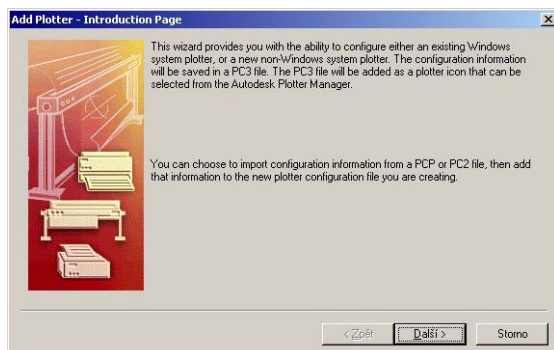 Add Plotter - Introduction Page
This wizard provides you with the ability to configure either an existing Windows
system plotter, or a new non-Windows system plotter. The configuration information
will be saved in a PC3 file. The PC3 file will be added as a plotter icon that can be
selected from the Autodesk Plotter Manager.
You can choose to import configuration information from a PCP or PC2 file, then add
that information to the new plotter configuration file you are creating.
< Zpět Další > Storno